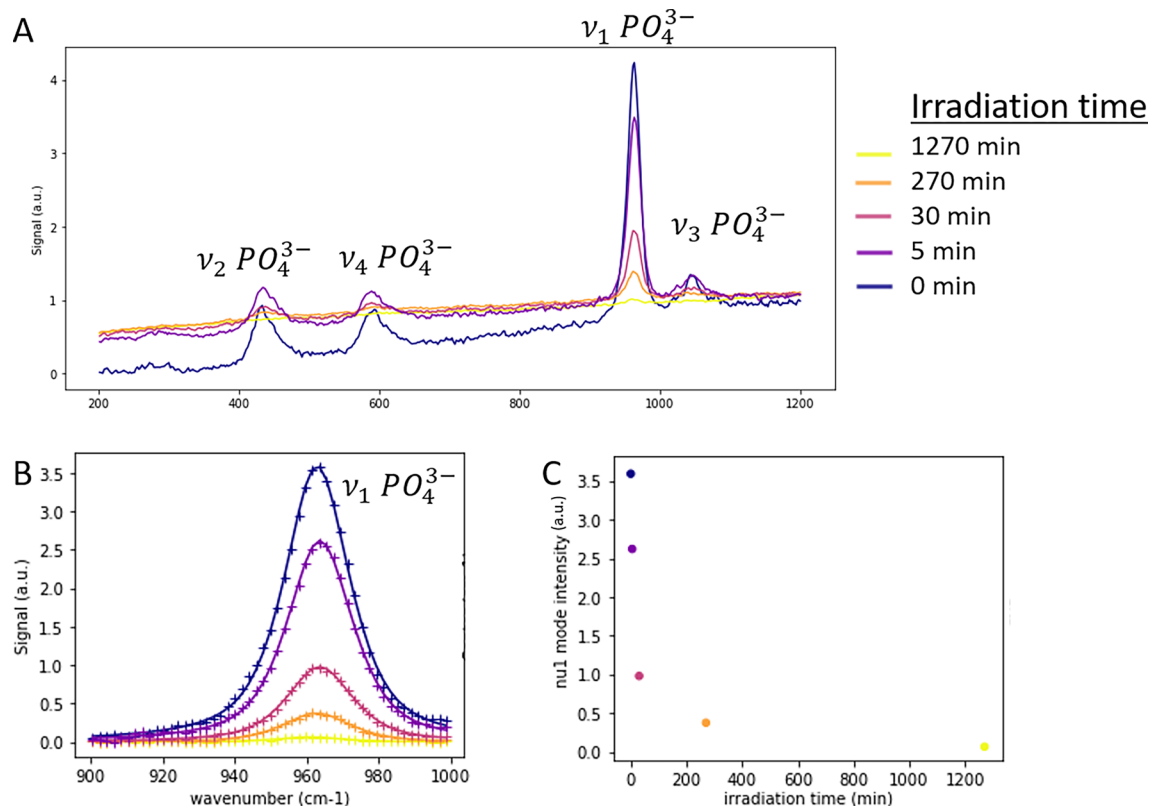 A
ν₁ PO₄³⁻
ν₂ PO₄³⁻
ν₄ PO₄³⁻
ν₃ PO₄³⁻
Signal (a.u.)
4
3
2
1
0
200 400 600 800 1000 1200
Irradiation time
1270 min
270 min
30 min
5 min
0 min
B
ν₁ PO₄³⁻
Signal (a.u.)
3.5
3.0
2.5
2.0
1.5
1.0
0.5
0.0
900 920 940 960 980 1000
wavenumber (cm-1)
C
nu1 mode intensity (a.u.)
3.5
3.0
2.5
2.0
1.5
1.0
0.5
0.0
0 200 400 600 800 1000 1200
irradiation time (min)